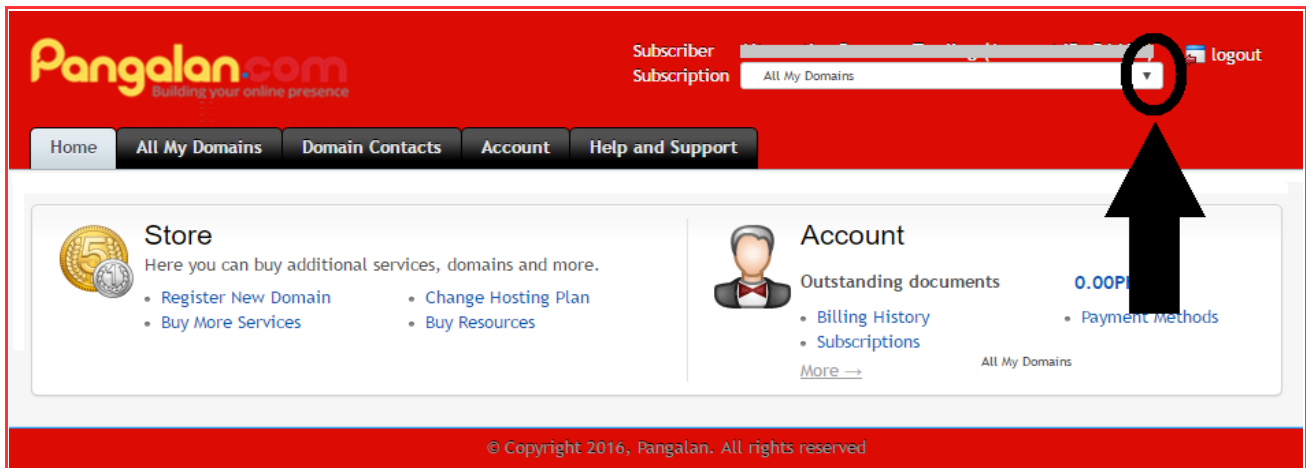 Pangalan.com
Building your online presence
Subscriber
logout
Subscription All My Domains
Home All My Domains Domain Contacts Account Help and Support
Store
Here you can buy additional services, domains and more.
• Register New Domain • Change Hosting Plan
• Buy More Services • Buy Resources
Account
Outstanding documents 0.00
• Billing History • Payment Methods
• Subscriptions
All My Domains
More →
© Copyright 2016, Pangalan. All rights reserved